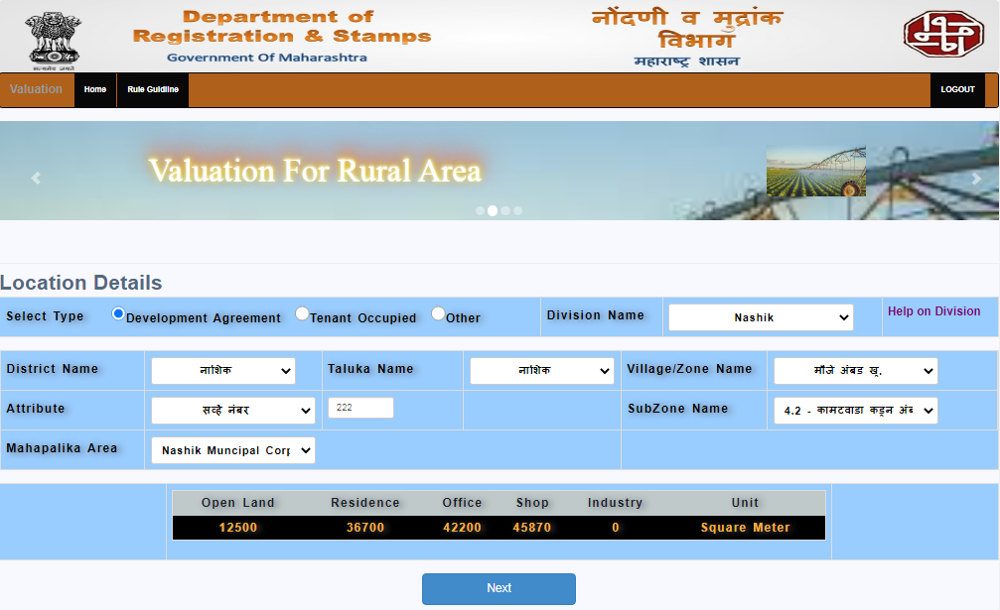 Department of
Registration & Stamps
Government Of Maharashtra
नोंदणी व मुद्रांक
विभाग
महाराष्ट्र शासन
सत्यमेव जयते
Valuation Home Rule Guidline LOGOUT
Valuation For Rural Area
Location Details
Select Type Development Agreement Tenant Occupied Other Division Name Nashik Help on Division
District Name नाशिक Taluka Name नाशिक Village/Zone Name मौजे अंबड खु.
Attribute सर्व्हे नंबर 222 SubZone Name 4.2 - कामटवाडा कडून अंब
Mahapalika Area Nashik Muncipal Corp
Open Land Residence Office Shop Industry Unit
12500 36700 42200 45870 0 Square Meter
Next